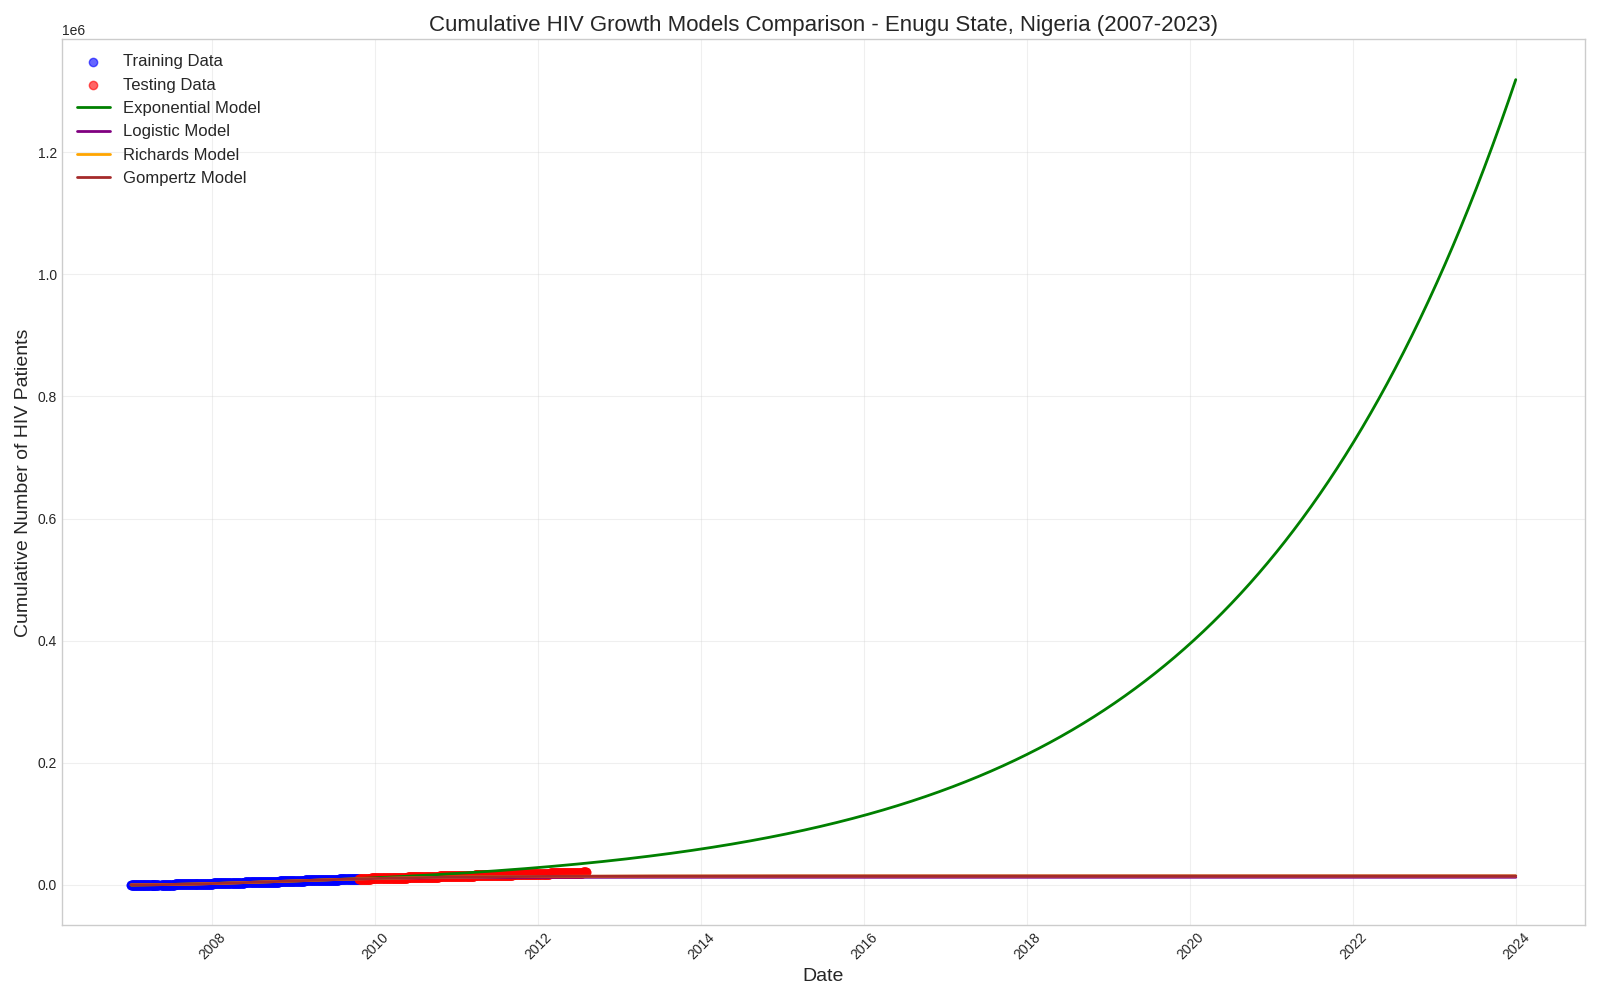 Cumulative HIV Growth Models Comparison - Enugu State, Nigeria (2007-2023)
1e6
Training Data
Testing Data
Exponential Model
Logistic Model
Richards Model
Gompertz Model
1.2
1.0
0.8
0.6
0.4
0.2
0.0
Cumulative Number of HIV Patients
2008 2010 2012 2014 2016 2018 2020 2022 2024
Date